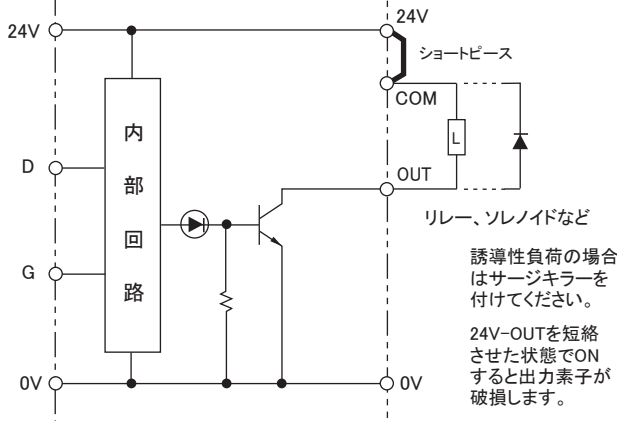 24V
24V
ショートピース
COM
内部回路
L
D
OUT
リレー、ソレノイドなど
G
誘導性負荷の場合
はサージキラーを
付けてください。
24V-OUTを短絡
させた状態でON
すると出力素子が
破損します。
0V
0V